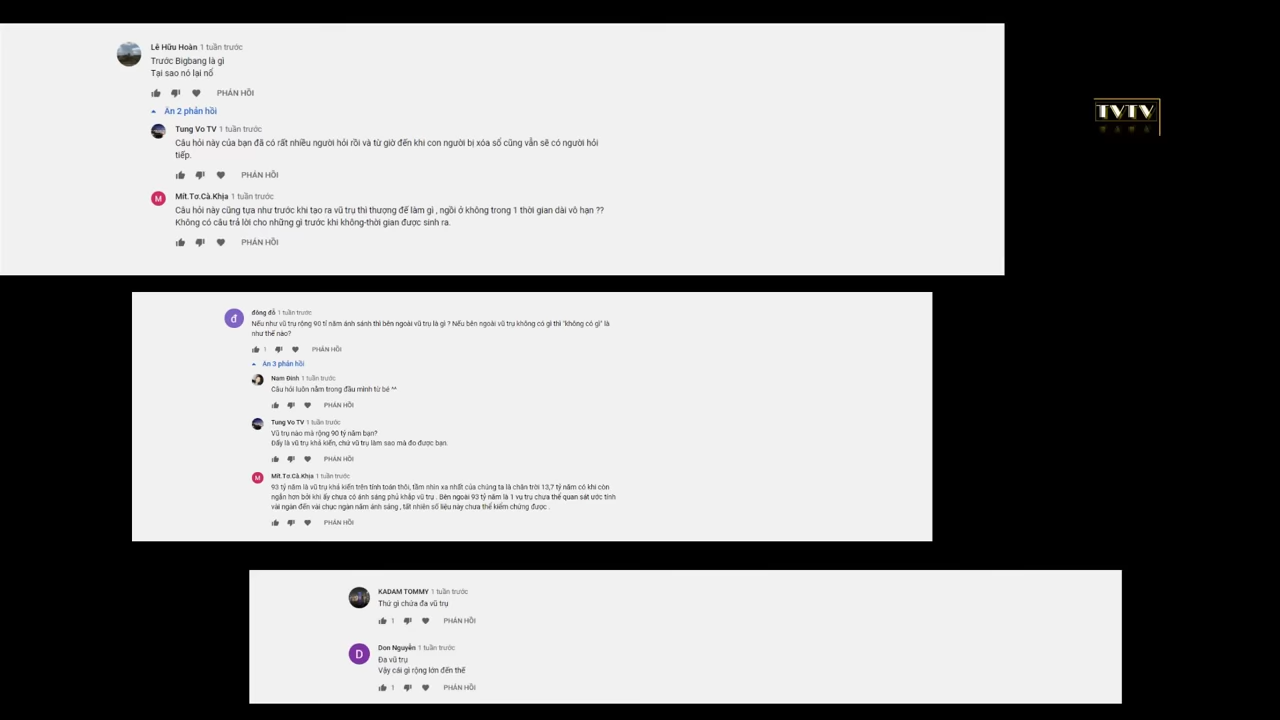 Lê Hữu Hoàn 1 tuần trước
Trước Bigbang là gì
Tại sao nó lại nổ
PHẢN HỒI
Ẩn 2 phản hồi
Tung Vo TV 1 tuần trước
Câu hỏi này của bạn đã có rất nhiều người hỏi rồi và từ giờ đến khi con người bị xóa sổ cũng vẫn sẽ có người hỏi
tiếp.
PHẢN HỒI
M
Mít.Tơ.Cà.Khịa 1 tuần trước
Câu hỏi này cũng tựa như trước khi tạo ra vũ trụ thì thượng đế làm gì , ngồi ở không trong 1 thời gian dài vô hạn ??
Không có câu trả lời cho những gì trước khi không-thời gian được sinh ra.
PHẢN HỒI
TVTV
đ
đông đỗ 1 tuần trước
Nếu như vũ trụ rộng 90 tỉ năm ánh sánh thì bên ngoài vũ trụ là gì ? Nếu bên ngoài vũ trụ không có gì thì "không có gì" là
như thế nào?
1 PHẢN HỒI
Ẩn 3 phản hồi
Nam Đinh 1 tuần trước
Câu hỏi luôn nằm trong đầu mình từ bé ^^
PHẢN HỒI
Tung Vo TV 1 tuần trước
Vũ trụ nào mà rộng 90 tỷ năm bạn?
Đấy là vũ trụ khả kiến, chứ vũ trụ làm sao mà đo được bạn.
PHẢN HỒI
M
Mít.Tơ.Cà.Khịa 1 tuần trước
93 tỷ năm là vũ trụ khả kiến trên tính toán thôi, tầm nhìn xa nhất của chúng ta là chân trời 13,7 tỷ năm có khi còn
ngắn hơn bởi khi ấy chưa có ánh sáng phủ khắp vũ trụ . Bên ngoài 93 tỷ năm là 1 vụ trụ chưa thể quan sát ước tính
vài ngàn đến vài chục ngàn năm ánh sáng , tất nhiên số liệu này chưa thể kiểm chứng được .
PHẢN HỒI
KADAM TOMMY 1 tuần trước
Thứ gì chứa đa vũ trụ
1 PHẢN HỒI
D
Don Nguyễn 1 tuần trước
Đa vũ trụ
Vậy cái gì rộng lớn đến thế
1 PHẢN HỒI